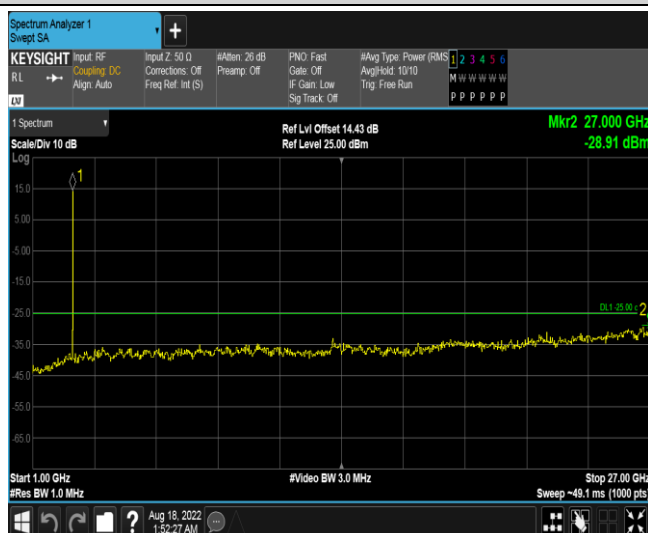 Spectrum Analyzer 1
Swept SA
+
KEYSIGHT
RL
LXI
Input: RF
Coupling: DC
Align: Auto
Input Z: 50 Ω
Corrections: Off
Freq Ref: Int (S)
#Atten: 26 dB
Preamp: Off
PNO: Fast
Gate: Off
IF Gain: Low
Sig Track: Off
#Avg Type: Power (RMS
Avg|Hold: 10/10
Trig: Free Run
1 2 3 4 5 6
M W W W W W
P P P P P P
1 Spectrum
Scale/Div 10 dB
Log
Ref Lvl Offset 14.43 dB
Ref Level 25.00 dBm
Mkr2 27.000 GHz
-28.91 dBm
1
15.0
5.00
-5.00
-15.0
DL1 -25.00 
2
-25.0
-35.0
-45.0
-55.0
-65.0
Start 1.00 GHz
#Video BW 3.0 MHz
Stop 27.00 GHz
#Res BW 1.0 MHz
Sweep ~49.1 ms (1000 pts)
?
Aug 18, 2022
1:52:27 AM